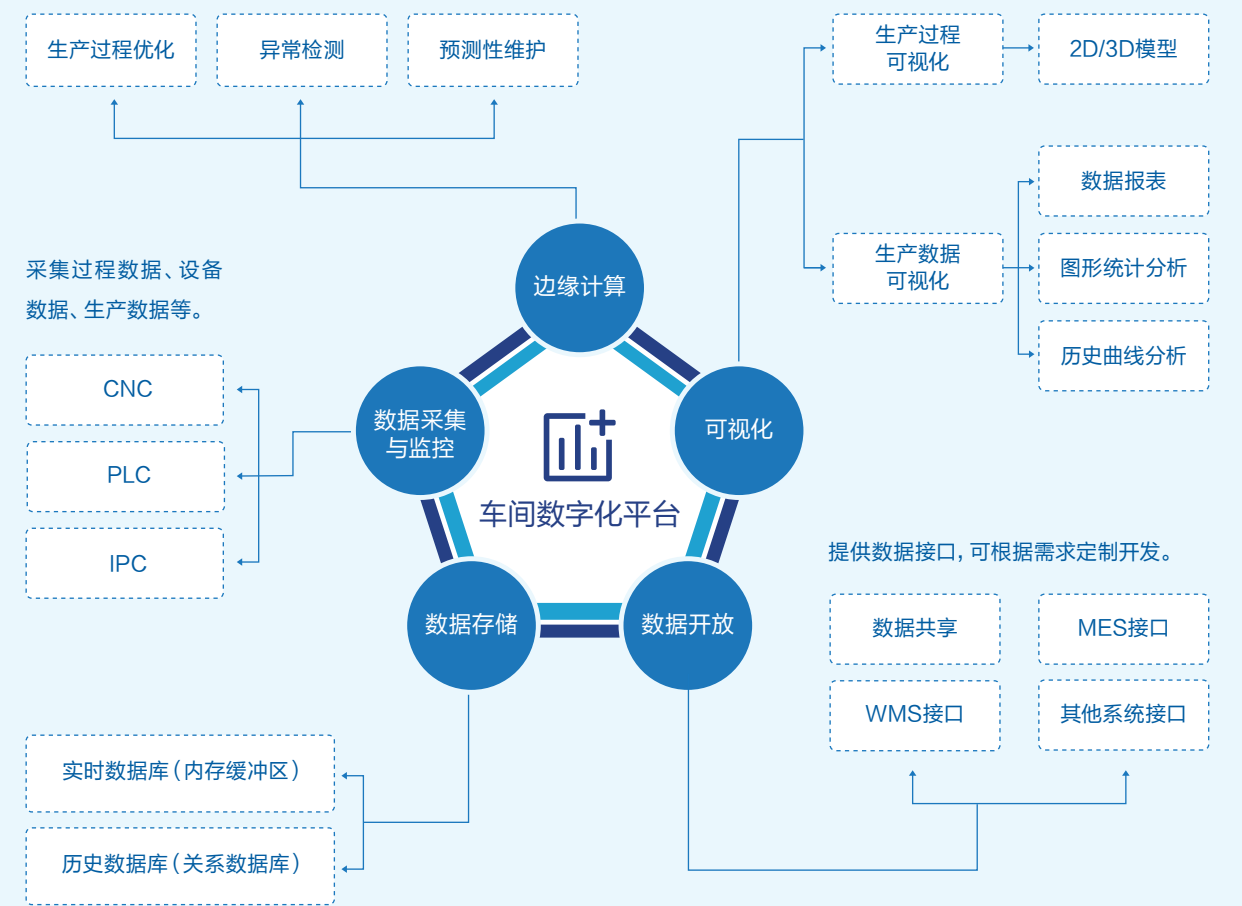 生产过程优化
异常检测
预测性维护
生产过程
可视化
2D/3D模型
数据报表
生产数据
可视化
图形统计分析
历史曲线分析
采集过程数据、设备
数据、生产数据等。
CNC
PLC
IPC
边缘计算
数据采集
与监控
可视化
车间数字化平台
数据存储
数据开放
提供数据接口，可根据需求定制开发。
数据共享
MES接口
WMS接口
其他系统接口
实时数据库（内存缓冲区）
历史数据库（关系数据库）